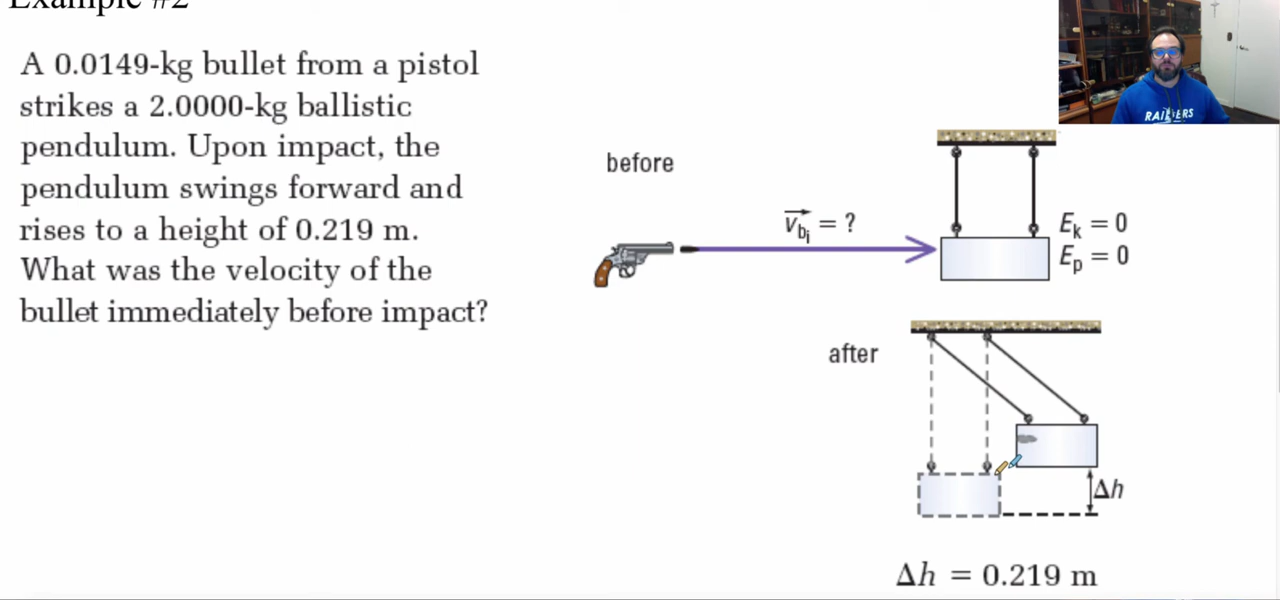 Example #2
A 0.0149-kg bullet from a pistol
strikes a 2.0000-kg ballistic
pendulum. Upon impact, the
pendulum swings forward and
rises to a height of 0.219 m.
What was the velocity of the
bullet immediately before impact?
before
v⃗bᵢ = ?
Eₖ = 0
Eₚ = 0
after
Δh
Δh = 0.219 m
RAIDERS